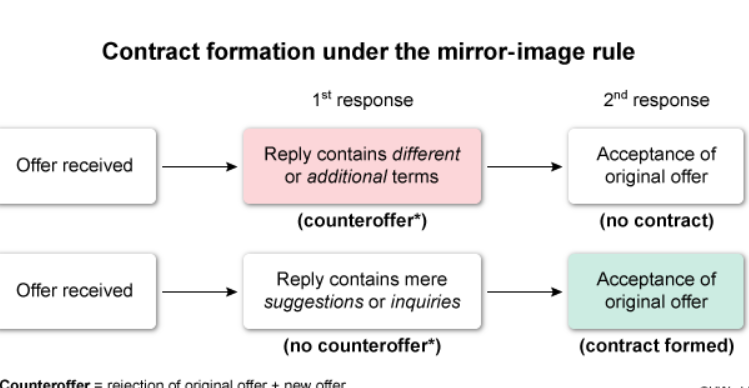 Contract formation under the mirror-image rule
1st response
2nd response
Offer received
Reply contains different
or additional terms
Acceptance of
original offer
(counteroffer*)
(no contract)
Offer received
Reply contains mere
suggestions or inquiries
Acceptance of
original offer
(no counteroffer*)
(contract formed)
Counteroffer = rejection of original offer + new offer